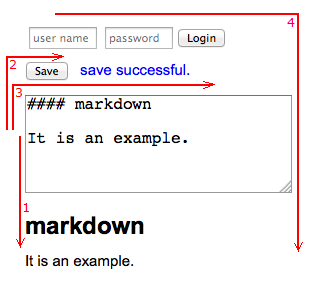 4
user name password Login
2
Save save successful.
3
#### markdown
It is an example.
1
markdown
It is an example.